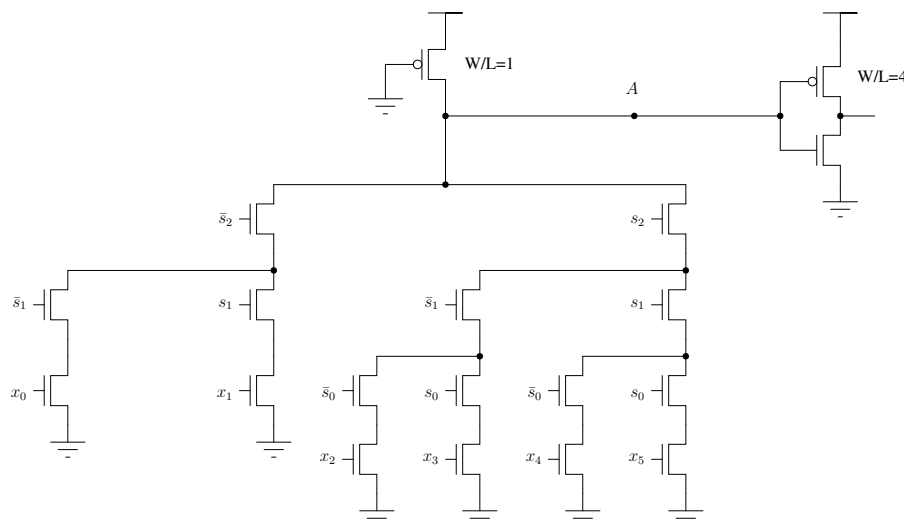 W/L=1
W/L=4
A
s̄₂
s₂
s̄₁
s₁
s̄₁
s₁
x₀
x₁
s̄₀
s₀
s̄₀
s₀
x₂
x₃
x₄
x₅